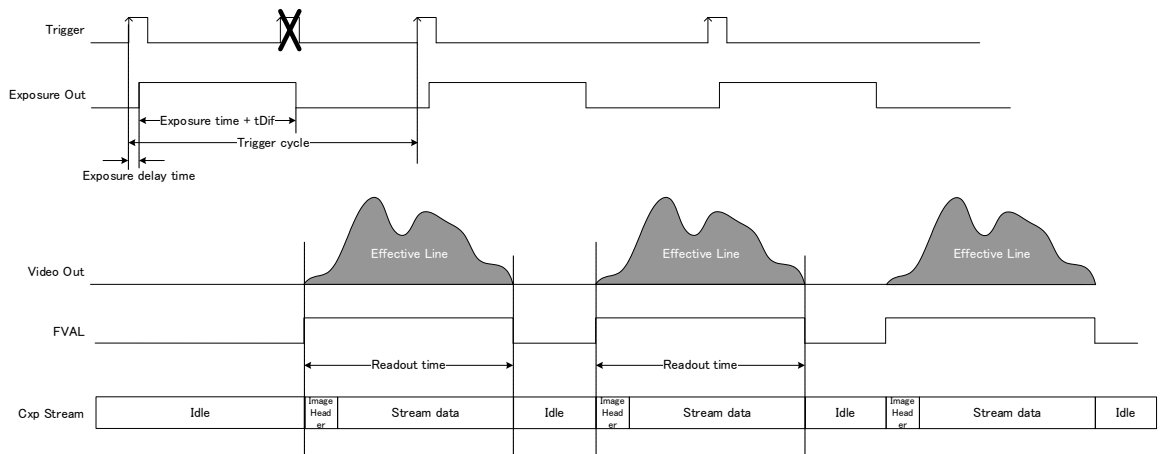 Trigger
Exposure Out
Exposure time + tDif
Trigger cycle
Exposure delay time
Effective Line
Effective Line
Effective Line
Video Out
FVAL
Readout time
Readout time
Cxp Stream
Idle
Image
Head
er
Stream data
Idle
Image
Head
er
Stream data
Idle
Image
Head
er
Stream data
Idle